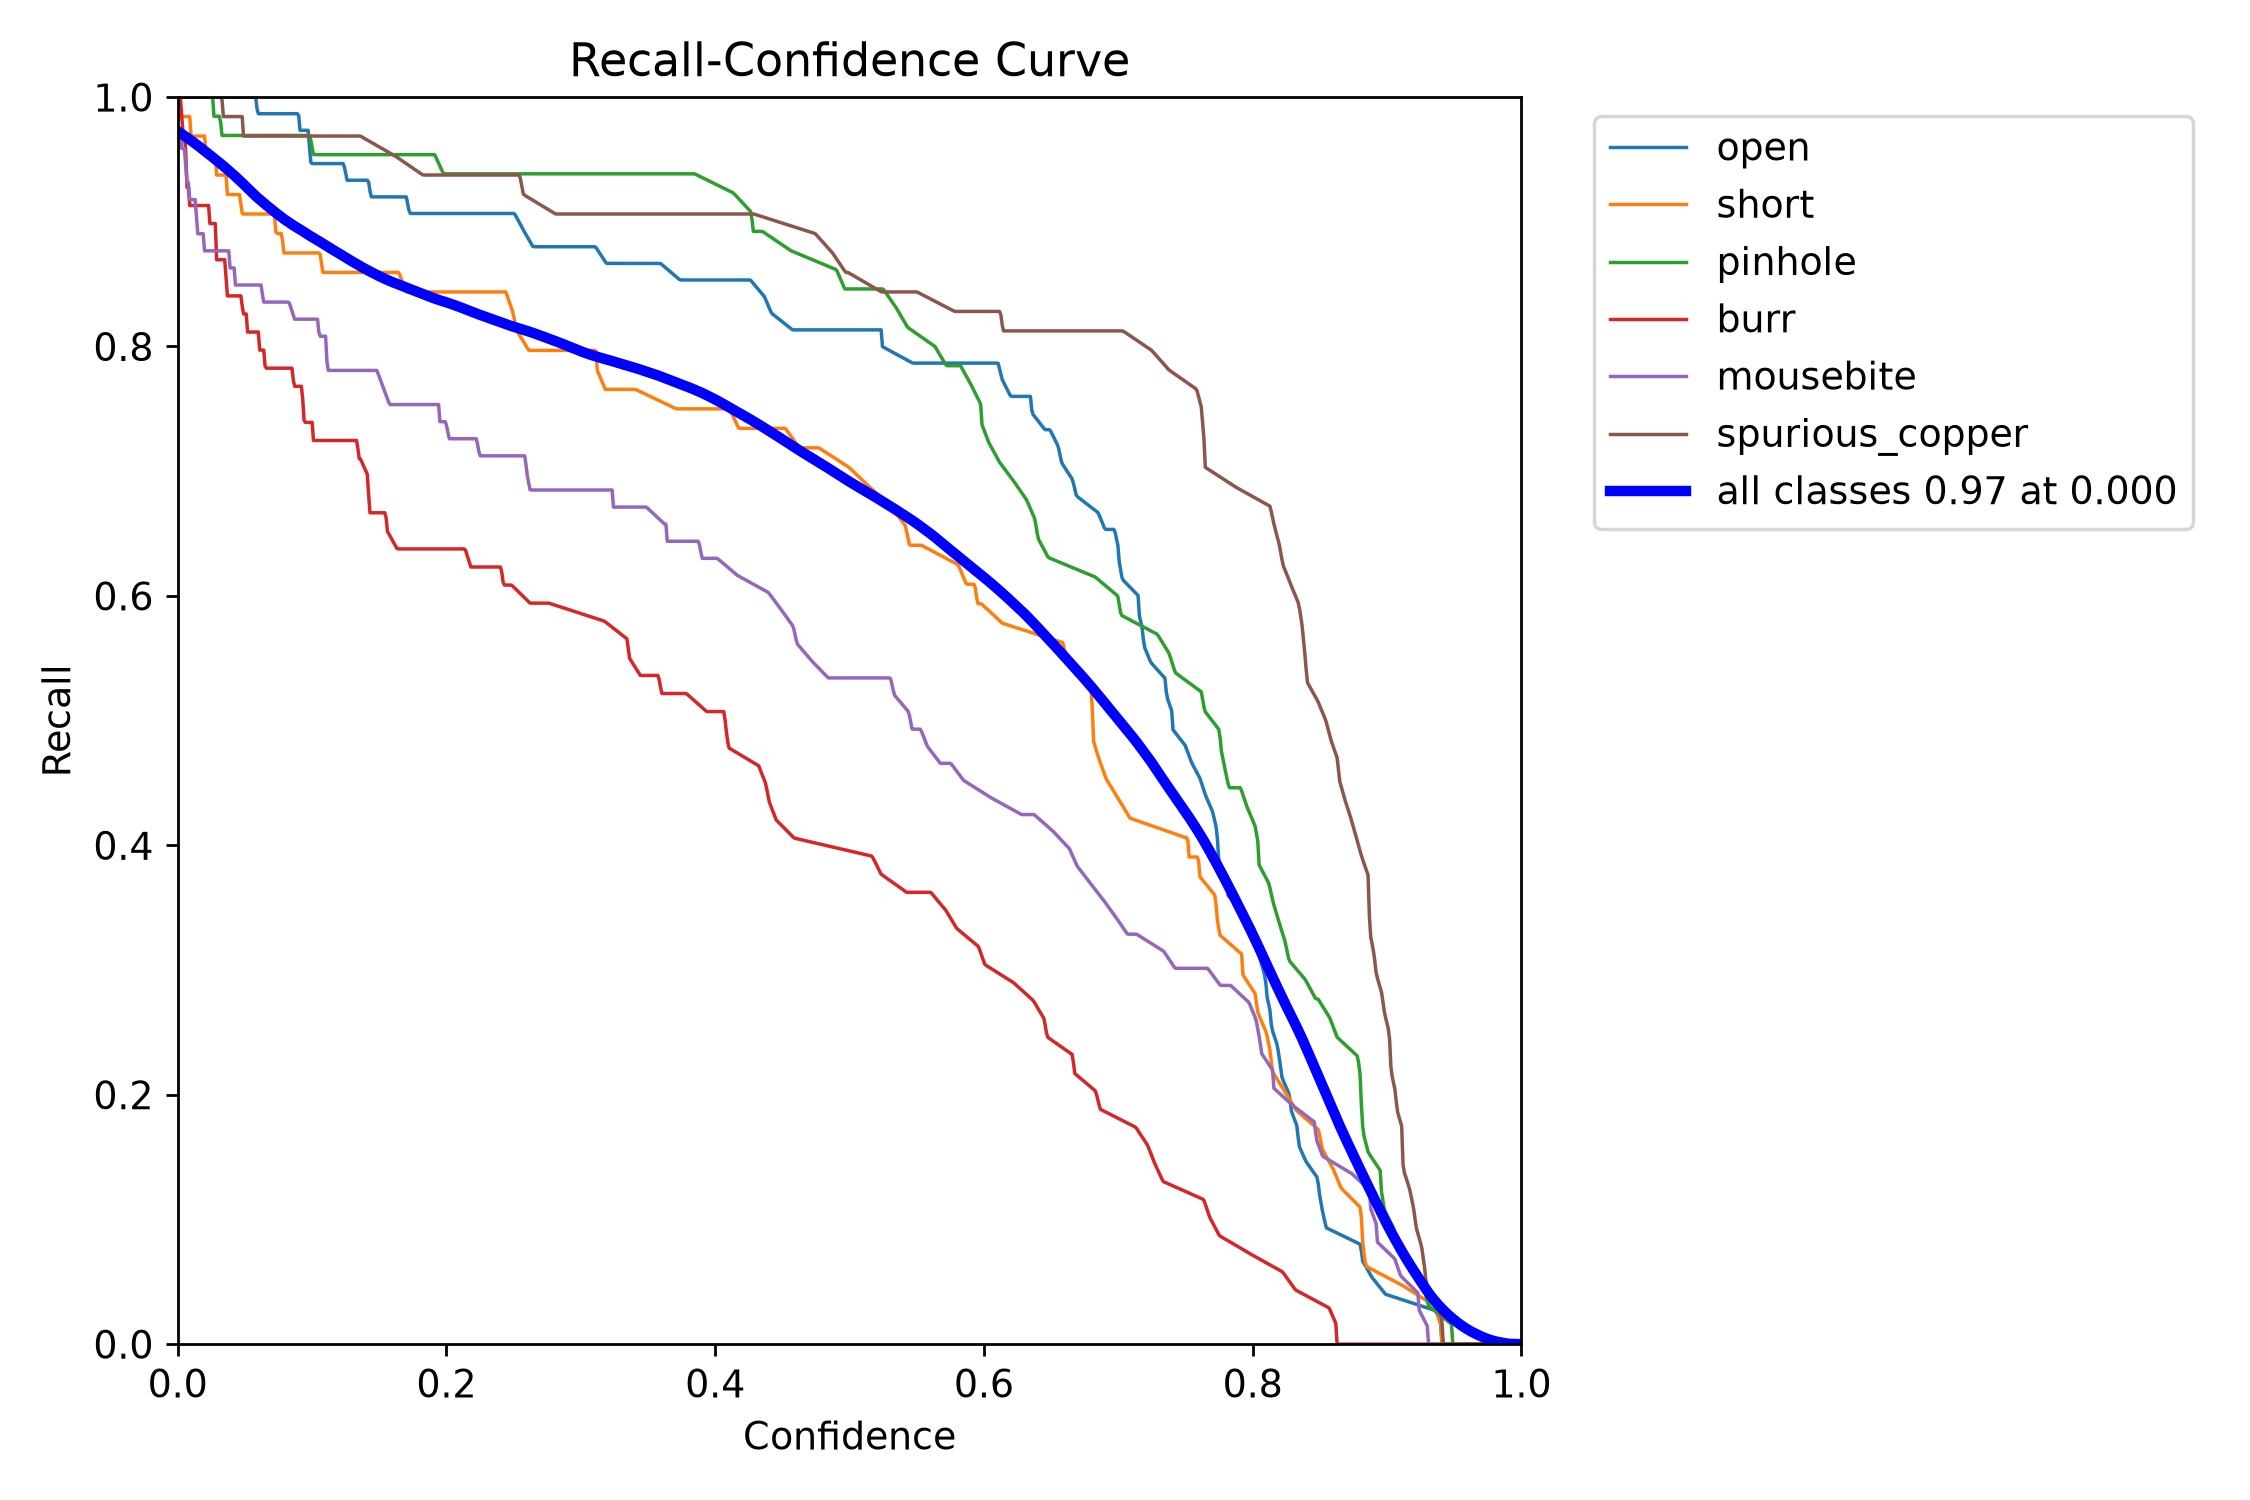 Recall-Confidence Curve
1.0
0.8
0.6
0.4
0.2
0.0
Recall
0.0 0.2 0.4 0.6 0.8 1.0
Confidence
open
short
pinhole
burr
mousebite
spurious_copper
all classes 0.97 at 0.000